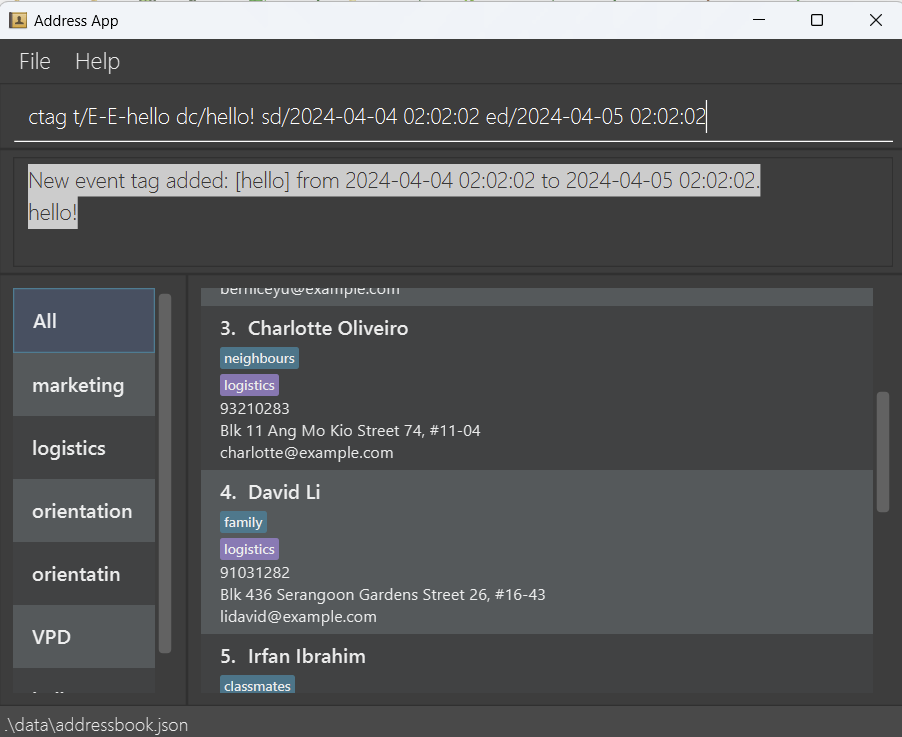 Address App
File Help
ctag t/E-E-hello dc/hello! sd/2024-04-04 02:02:02 ed/2024-04-05 02:02:02
New event tag added: [hello] from 2024-04-04 02:02:02 to 2024-04-05 02:02:02.
hello!
All
marketing
logistics
orientation
orientatin
VPD
berniceyu@example.com
3. Charlotte Oliveiro
neighbours
logistics
93210283
Blk 11 Ang Mo Kio Street 74, #11-04
charlotte@example.com
4. David Li
family
logistics
91031282
Blk 436 Serangoon Gardens Street 26, #16-43
lidavid@example.com
5. Irfan Ibrahim
classmates
.\data\addressbook.json